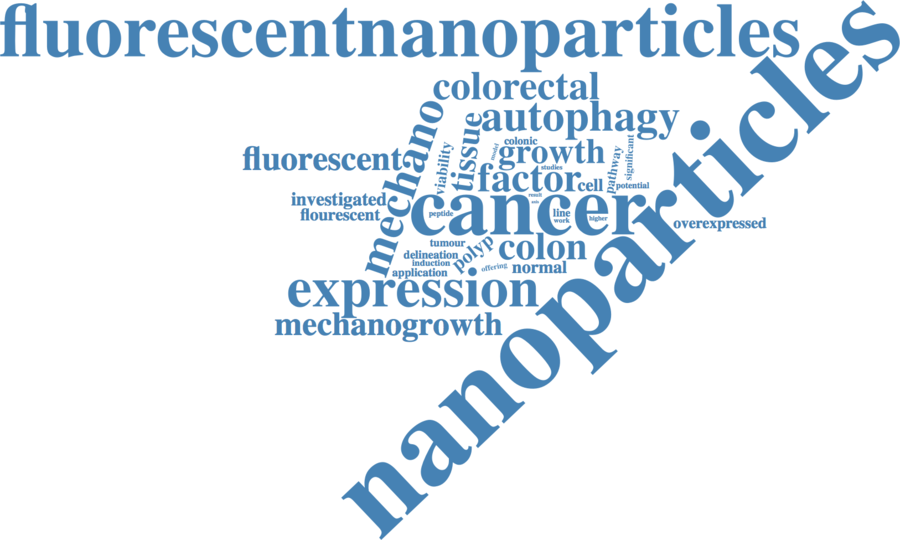 fluorescentnanoparticles
nanoparticles
colorectal
mechano
autophagy
tissue
colonic
viability
model
growth
significant
pathway
fluorescent
studies
factor
cell
potential
investigated
result
axis
cancer
flourescent
peptide
line
work
higher
overexpressed
tumour
polyp
colon
delineation
induction
offering
normal
application
expression
mechanogrowth